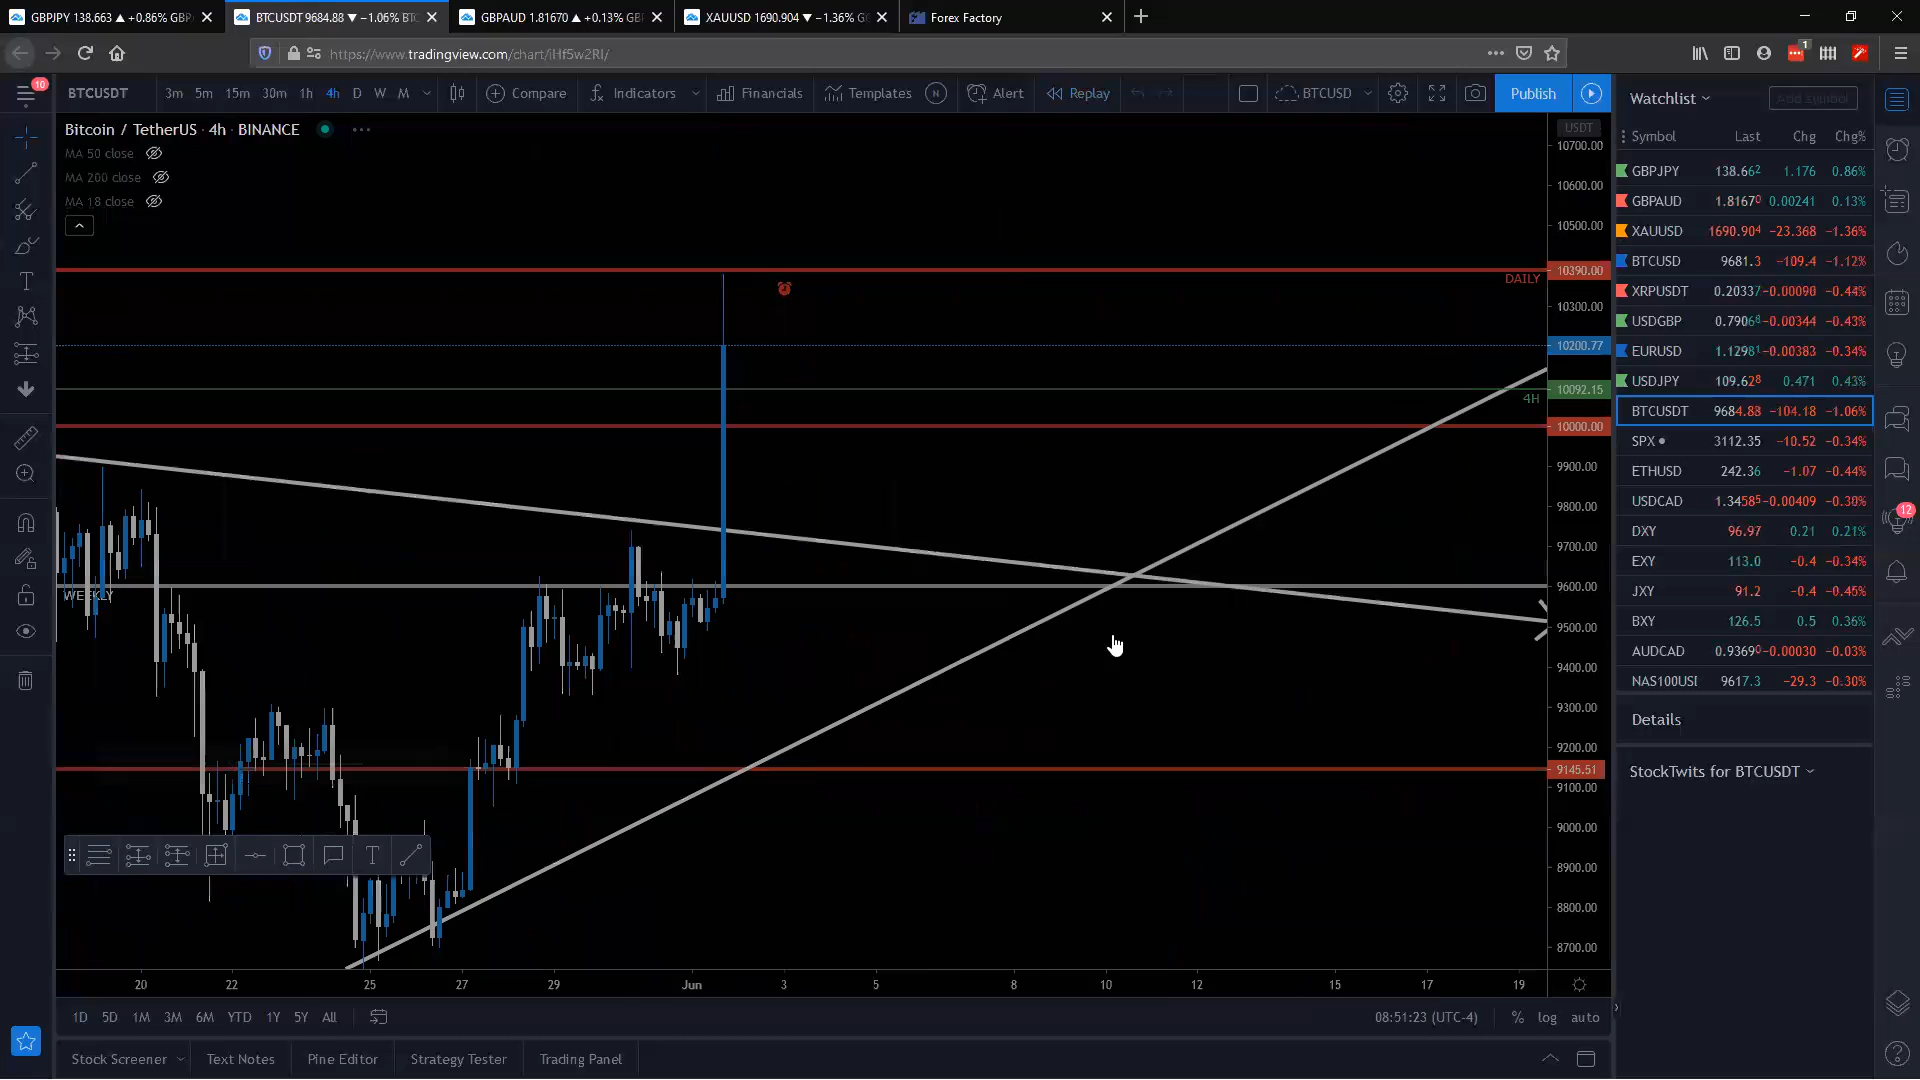 GBPJPY 138.663 ▲ +0.86% GBP
BTCUSDT 9684.88 ▼ −1.06% BTC
GBPAUD 1.81670 ▲ +0.13% GB
XAUUSD 1690.904 ▼ −1.36% G
Forex Factory
https://www.tradingview.com/chart/iHf5w2RI/
1
10
BTCUSDT 3m 5m 15m 30m 1h 4h D W M Compare Indicators Financials Templates N Alert Replay BTCUSD Publish
Bitcoin / TetherUS · 4h · BINANCE
MA 50 close
MA 200 close
MA 18 close
USDT
10700.00
10600.00
10500.00
10390.00
DAILY
10300.00
10200.77
10092.15
4H
10000.00
9900.00
9800.00
9700.00
9600.00
WEEKLY
9500.00
9400.00
9300.00
9200.00
9145.51
9100.00
9000.00
8900.00
8800.00
8700.00
20 22 25 27 29 Jun 3 5 8 10 12 15 17 19
1D 5D 1M 3M 6M YTD 1Y 5Y All
08:51:23 (UTC-4) % log auto
Stock Screener Text Notes Pine Editor Strategy Tester Trading Panel
Watchlist Add symbol
Symbol Last Chg Chg%
GBPJPY 138.662 1.176 0.86%
GBPAUD 1.81670 0.00241 0.13%
XAUUSD 1690.904 −23.368 −1.36%
BTCUSD 9681.3 −109.4 −1.12%
XRPUSDT 0.20337 −0.00090 −0.44%
USDGBP 0.79068 −0.00344 −0.43%
EURUSD 1.12981 −0.00383 −0.34%
USDJPY 109.628 0.471 0.43%
BTCUSDT 9684.88 −104.18 −1.06%
SPX 3112.35 −10.52 −0.34%
ETHUSD 242.36 −1.07 −0.44%
USDCAD 1.34585 −0.00409 −0.30%
DXY 96.97 0.21 0.21%
EXY 113.0 −0.4 −0.34%
JXY 91.2 −0.4 −0.45%
BXY 126.5 0.5 0.36%
AUDCAD 0.93690 −0.00030 −0.03%
NAS100USD 9617.3 −29.3 −0.30%
12
Details
StockTwits for BTCUSDT